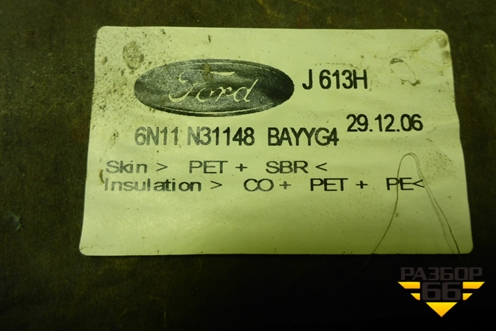 Ford
J 613H
6N11 N31148 BAYYG4 29.12.06
Skin > PET + SBR <
Insulation > CO + PET + PE<
РАЗБОР
66